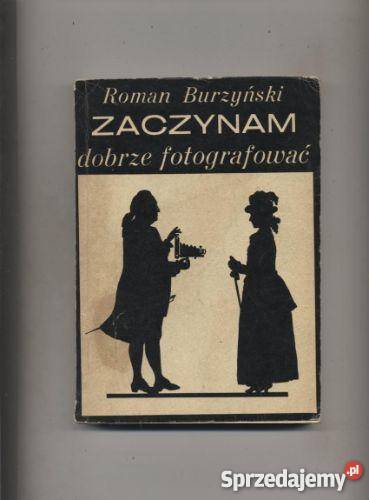 Roman Burzyński
ZACZYNAM
dobrze fotografować
Sprzedajemy.pl